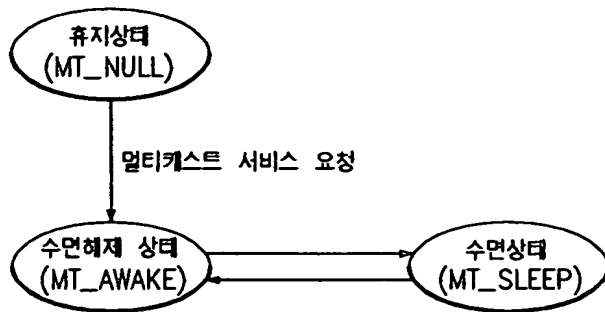 휴지상태
(MT_NULL)
멀티캐스트 서비스 요청
수면해제 상태
(MT_AWAKE)
수면상태
(MT_SLEEP)